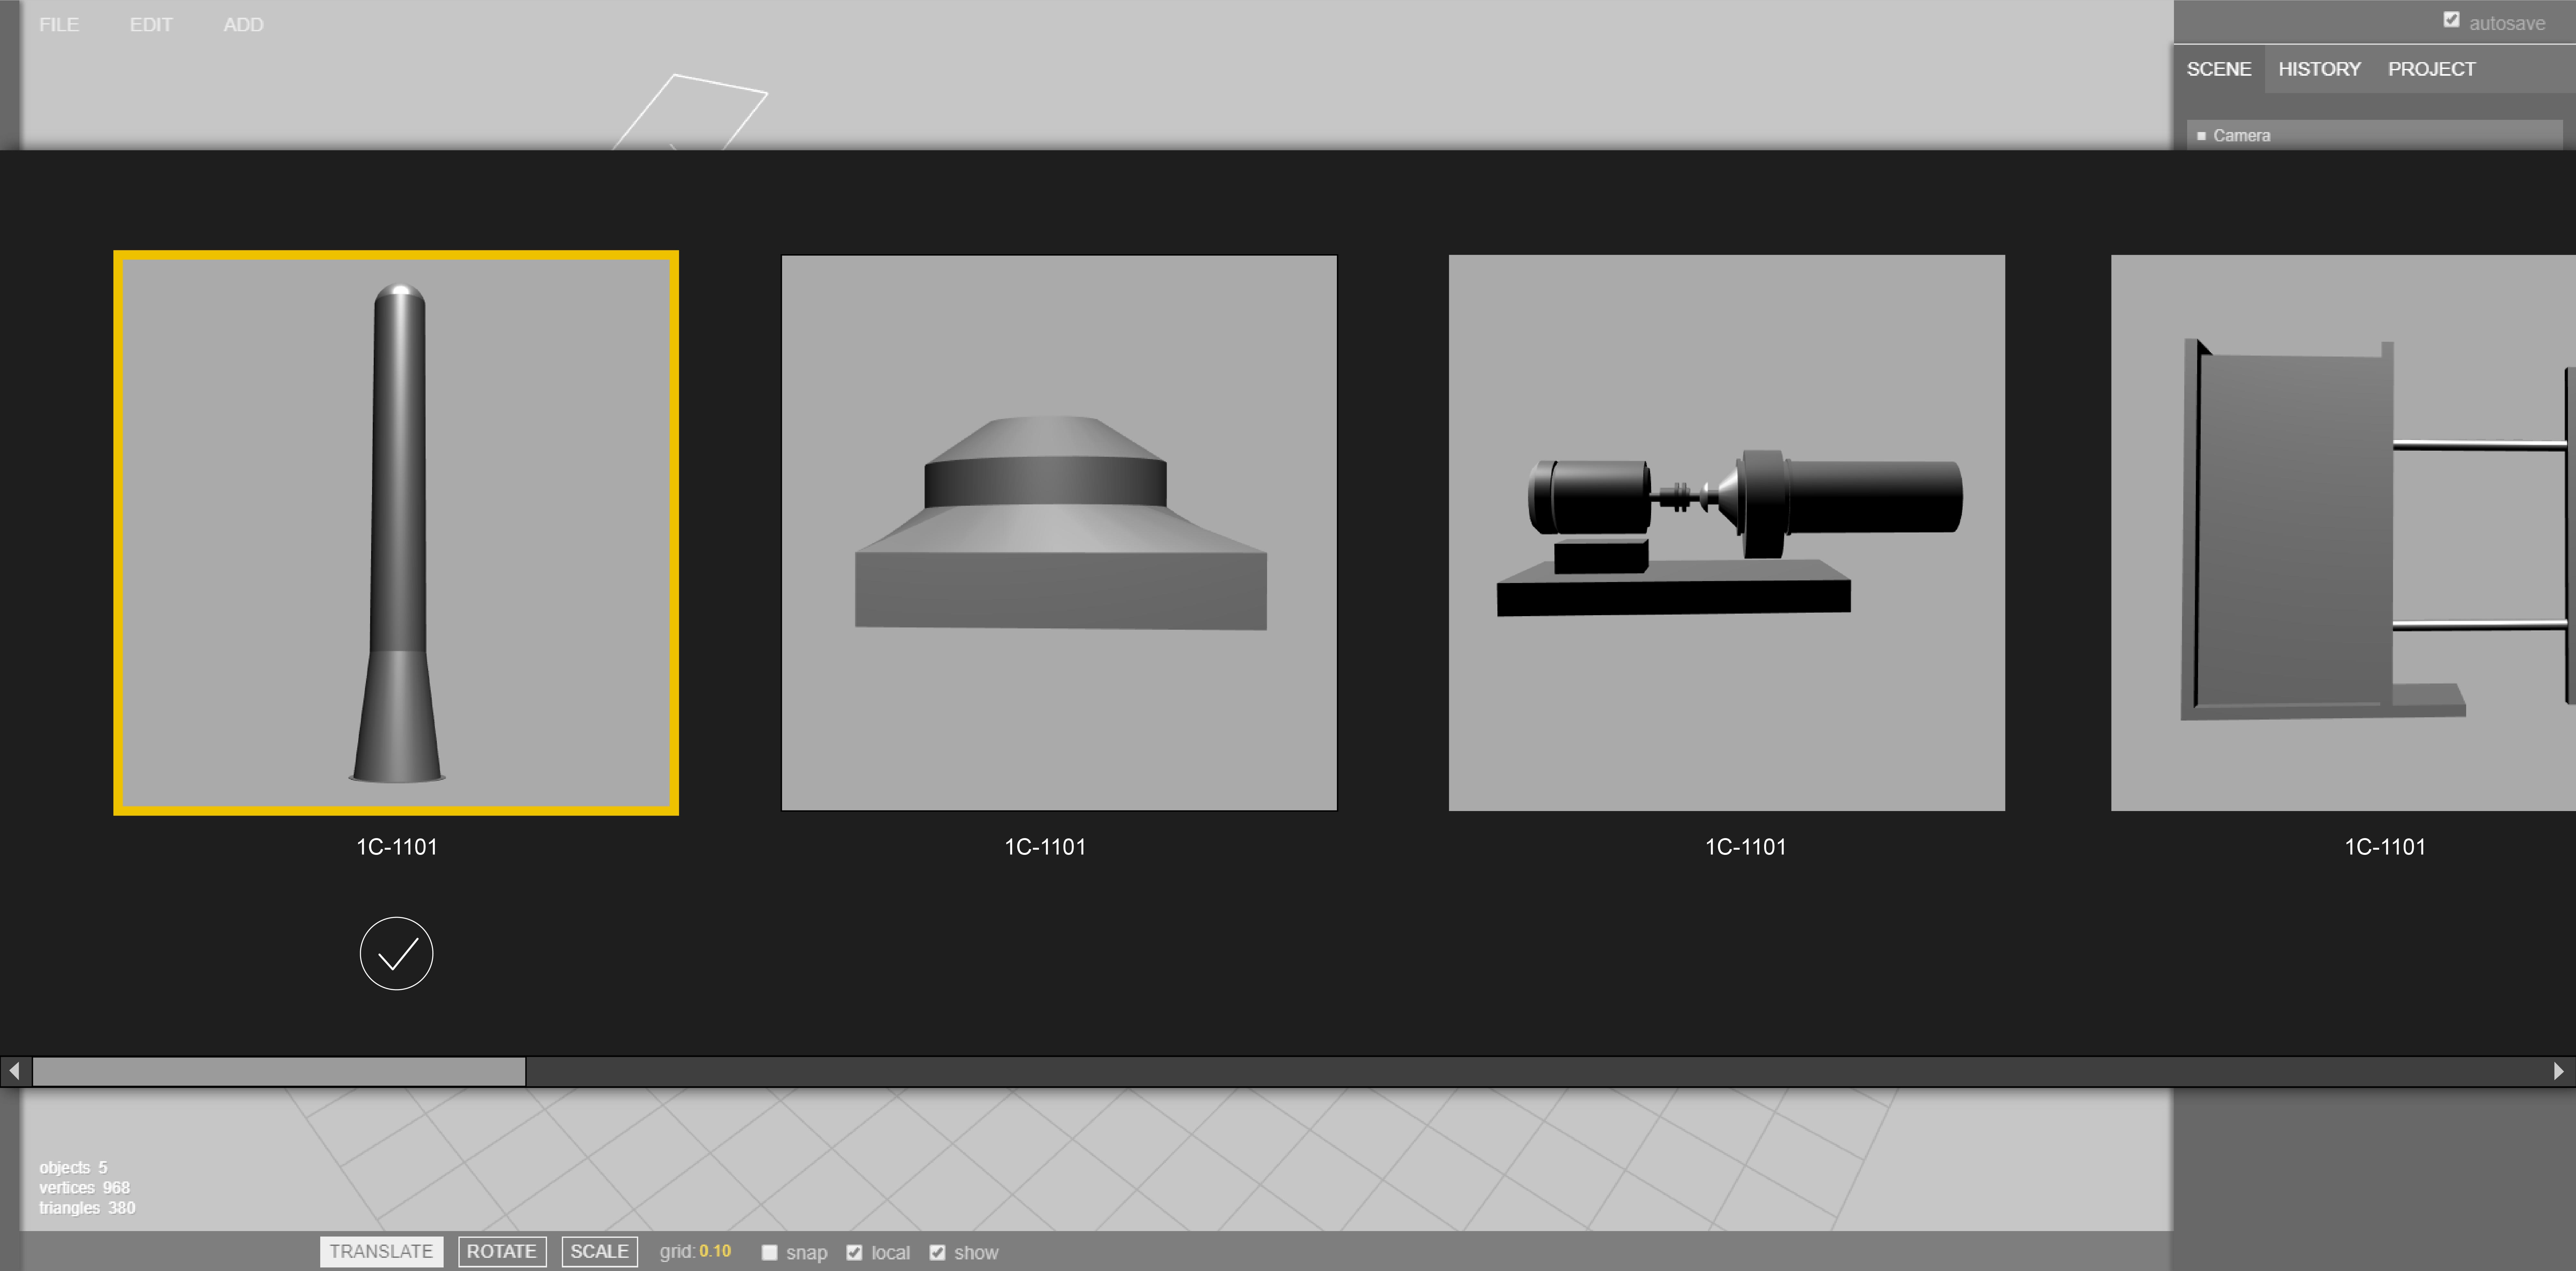 FILE EDIT ADD
autosave
SCENE HISTORY PROJECT
Camera
1C-1101 1C-1101 1C-1101 1C-1101
objects 5
vertices 968
triangles 380
TRANSLATE ROTATE SCALE grid: 0.10 snap local show